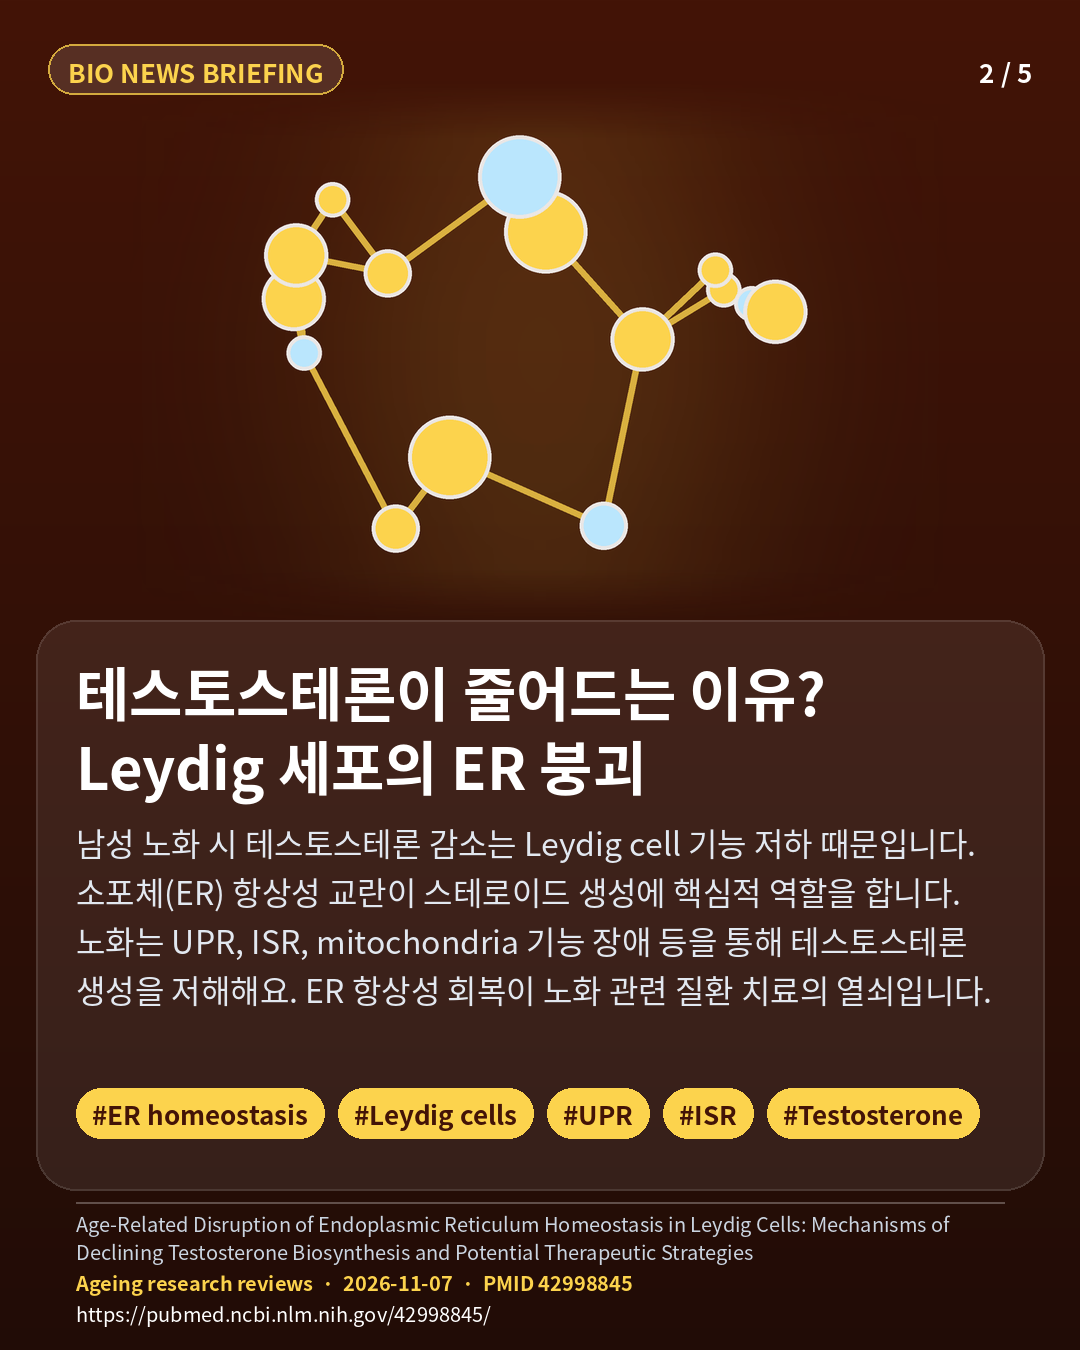 BIO NEWS BRIEFING
2 / 5
테스토스테론이 줄어드는 이유?
Leydig 세포의 ER 붕괴
남성 노화 시 테스토스테론 감소는 Leydig cell 기능 저하 때문입니다.
소포체(ER) 항상성 교란이 스테로이드 생성에 핵심적 역할을 합니다.
노화는 UPR, ISR, mitochondria 기능 장애 등을 통해 테스토스테론
생성을 저해해요. ER 항상성 회복이 노화 관련 질환 치료의 열쇠입니다.
#ER homeostasis #Leydig cells #UPR #ISR #Testosterone
Age-Related Disruption of Endoplasmic Reticulum Homeostasis in Leydig Cells: Mechanisms of
Declining Testosterone Biosynthesis and Potential Therapeutic Strategies
Ageing research reviews · 2026-11-07 · PMID 42998845
https://pubmed.ncbi.nlm.nih.gov/42998845/